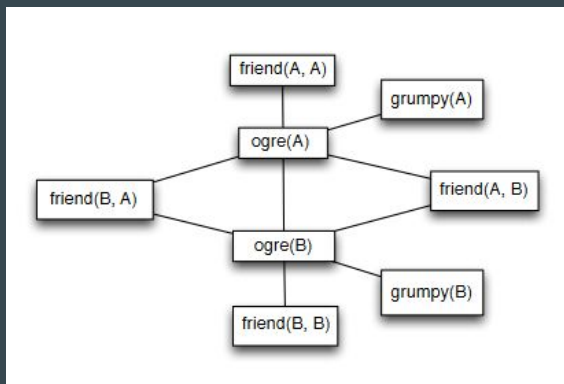 friend(A, A)
grumpy(A)
ogre(A)
friend(B, A)
friend(A, B)
ogre(B)
grumpy(B)
friend(B, B)